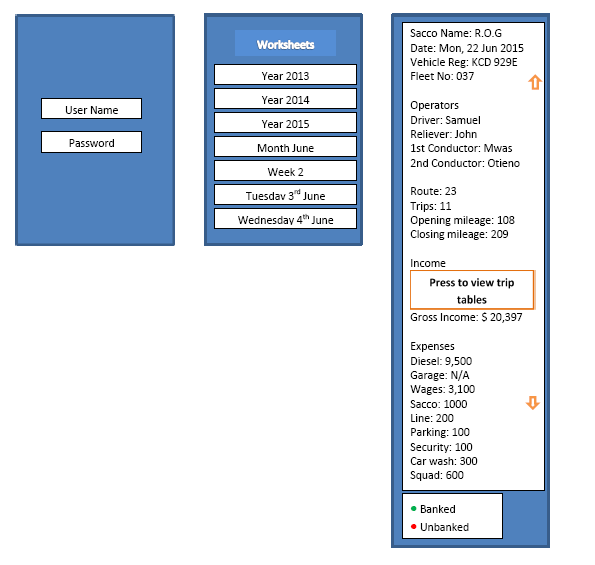 User Name
Password
Worksheets
Year 2013
Year 2014
Year 2015
Month June
Week 2
Tuesday 3rd June
Wednesday 4th June
Sacco Name: R.O.G
Date: Mon, 22 Jun 2015
Vehicle Reg: KCD 929E
Fleet No: 037
Operators
Driver: Samuel
Reliever: John
1st Conductor: Mwas
2nd Conductor: Otieno
Route: 23
Trips: 11
Opening mileage: 108
Closing mileage: 209
Income
Press to view trip
tables
Gross Income: $ 20,397
Expenses
Diesel: 9,500
Garage: N/A
Wages: 3,100
Sacco: 1000
Line: 200
Parking: 100
Security: 100
Car wash: 300
Squad: 600
Banked
Unbanked